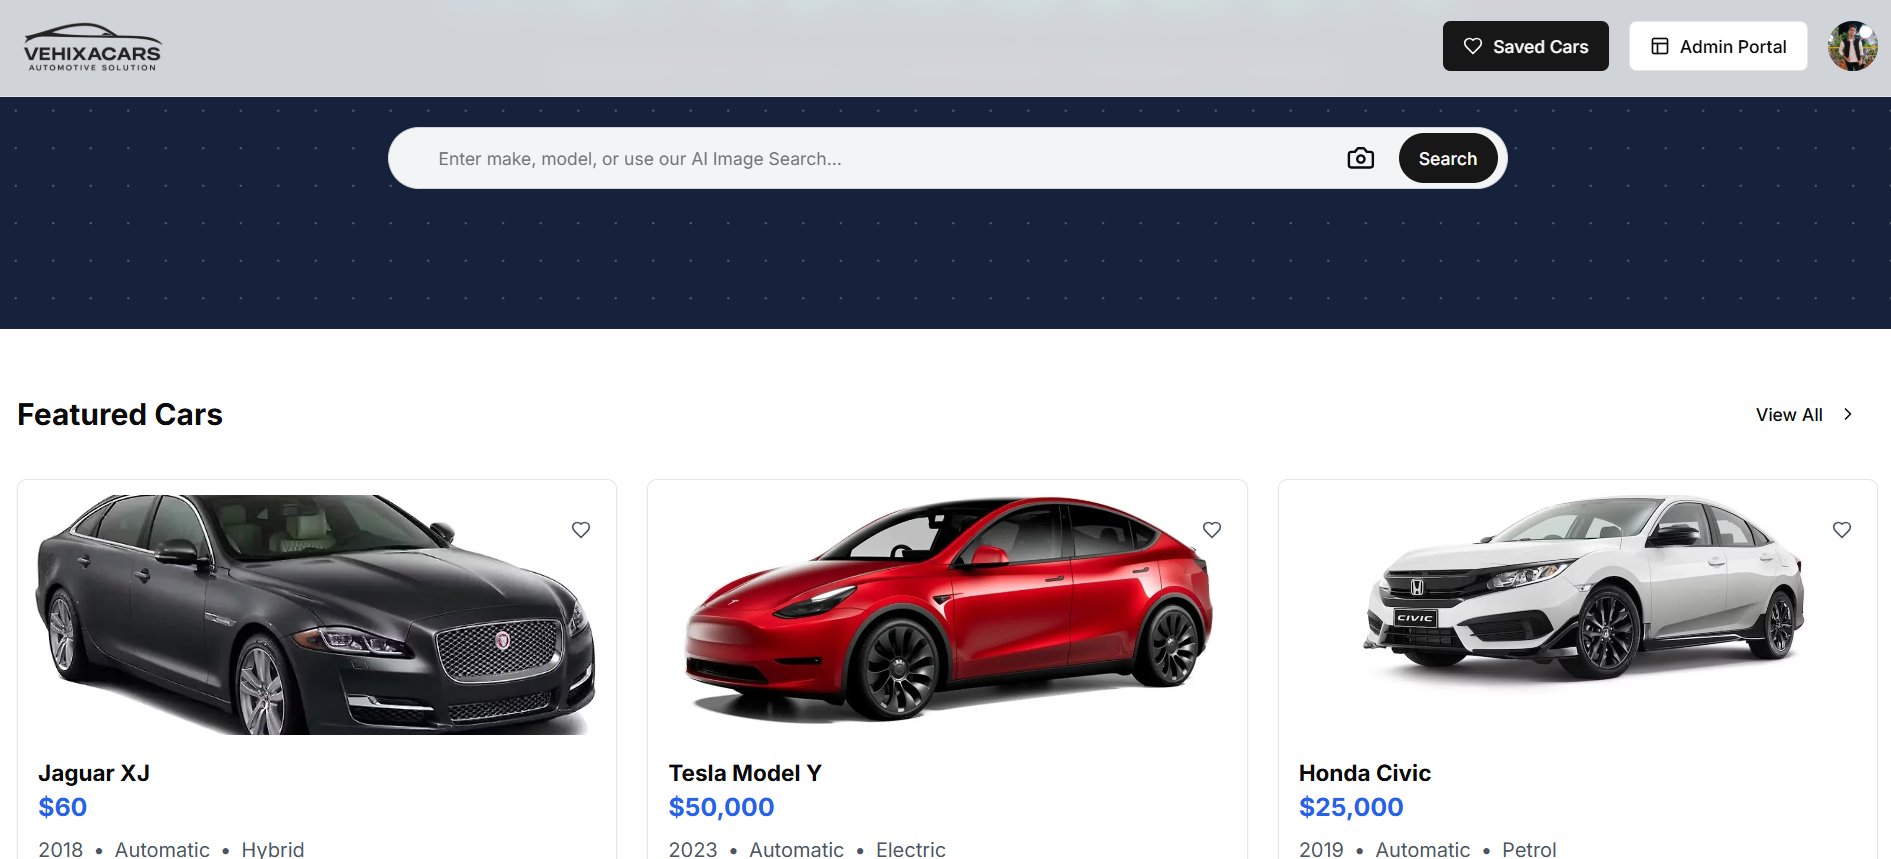 VEHIXACARS
AUTOMOTIVE SOLUTION
Saved Cars
Admin Portal
Enter make, model, or use our AI Image Search...
Search
Featured Cars
View All
CIVIC
Jaguar XJ
$60
2018 • Automatic • Hybrid
Tesla Model Y
$50,000
2023 • Automatic • Electric
Honda Civic
$25,000
2019 • Automatic • Petrol